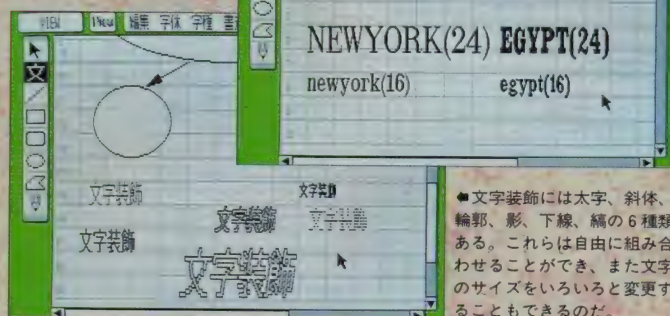 VIEW View 編集 字体 字種
NEWYORK(24) EGYPT(24)
newyork(16) egypt(16)
文
文字装飾
文字装飾
文字装飾
文字装飾
文字装飾
文字装飾
文字装飾には太字、斜体、
輪郭、影、下線、縞の6種類
ある。これらは自由に組み合
わせることができ、また文字
のサイズをいろいろと変更す
ることもできるのだ。